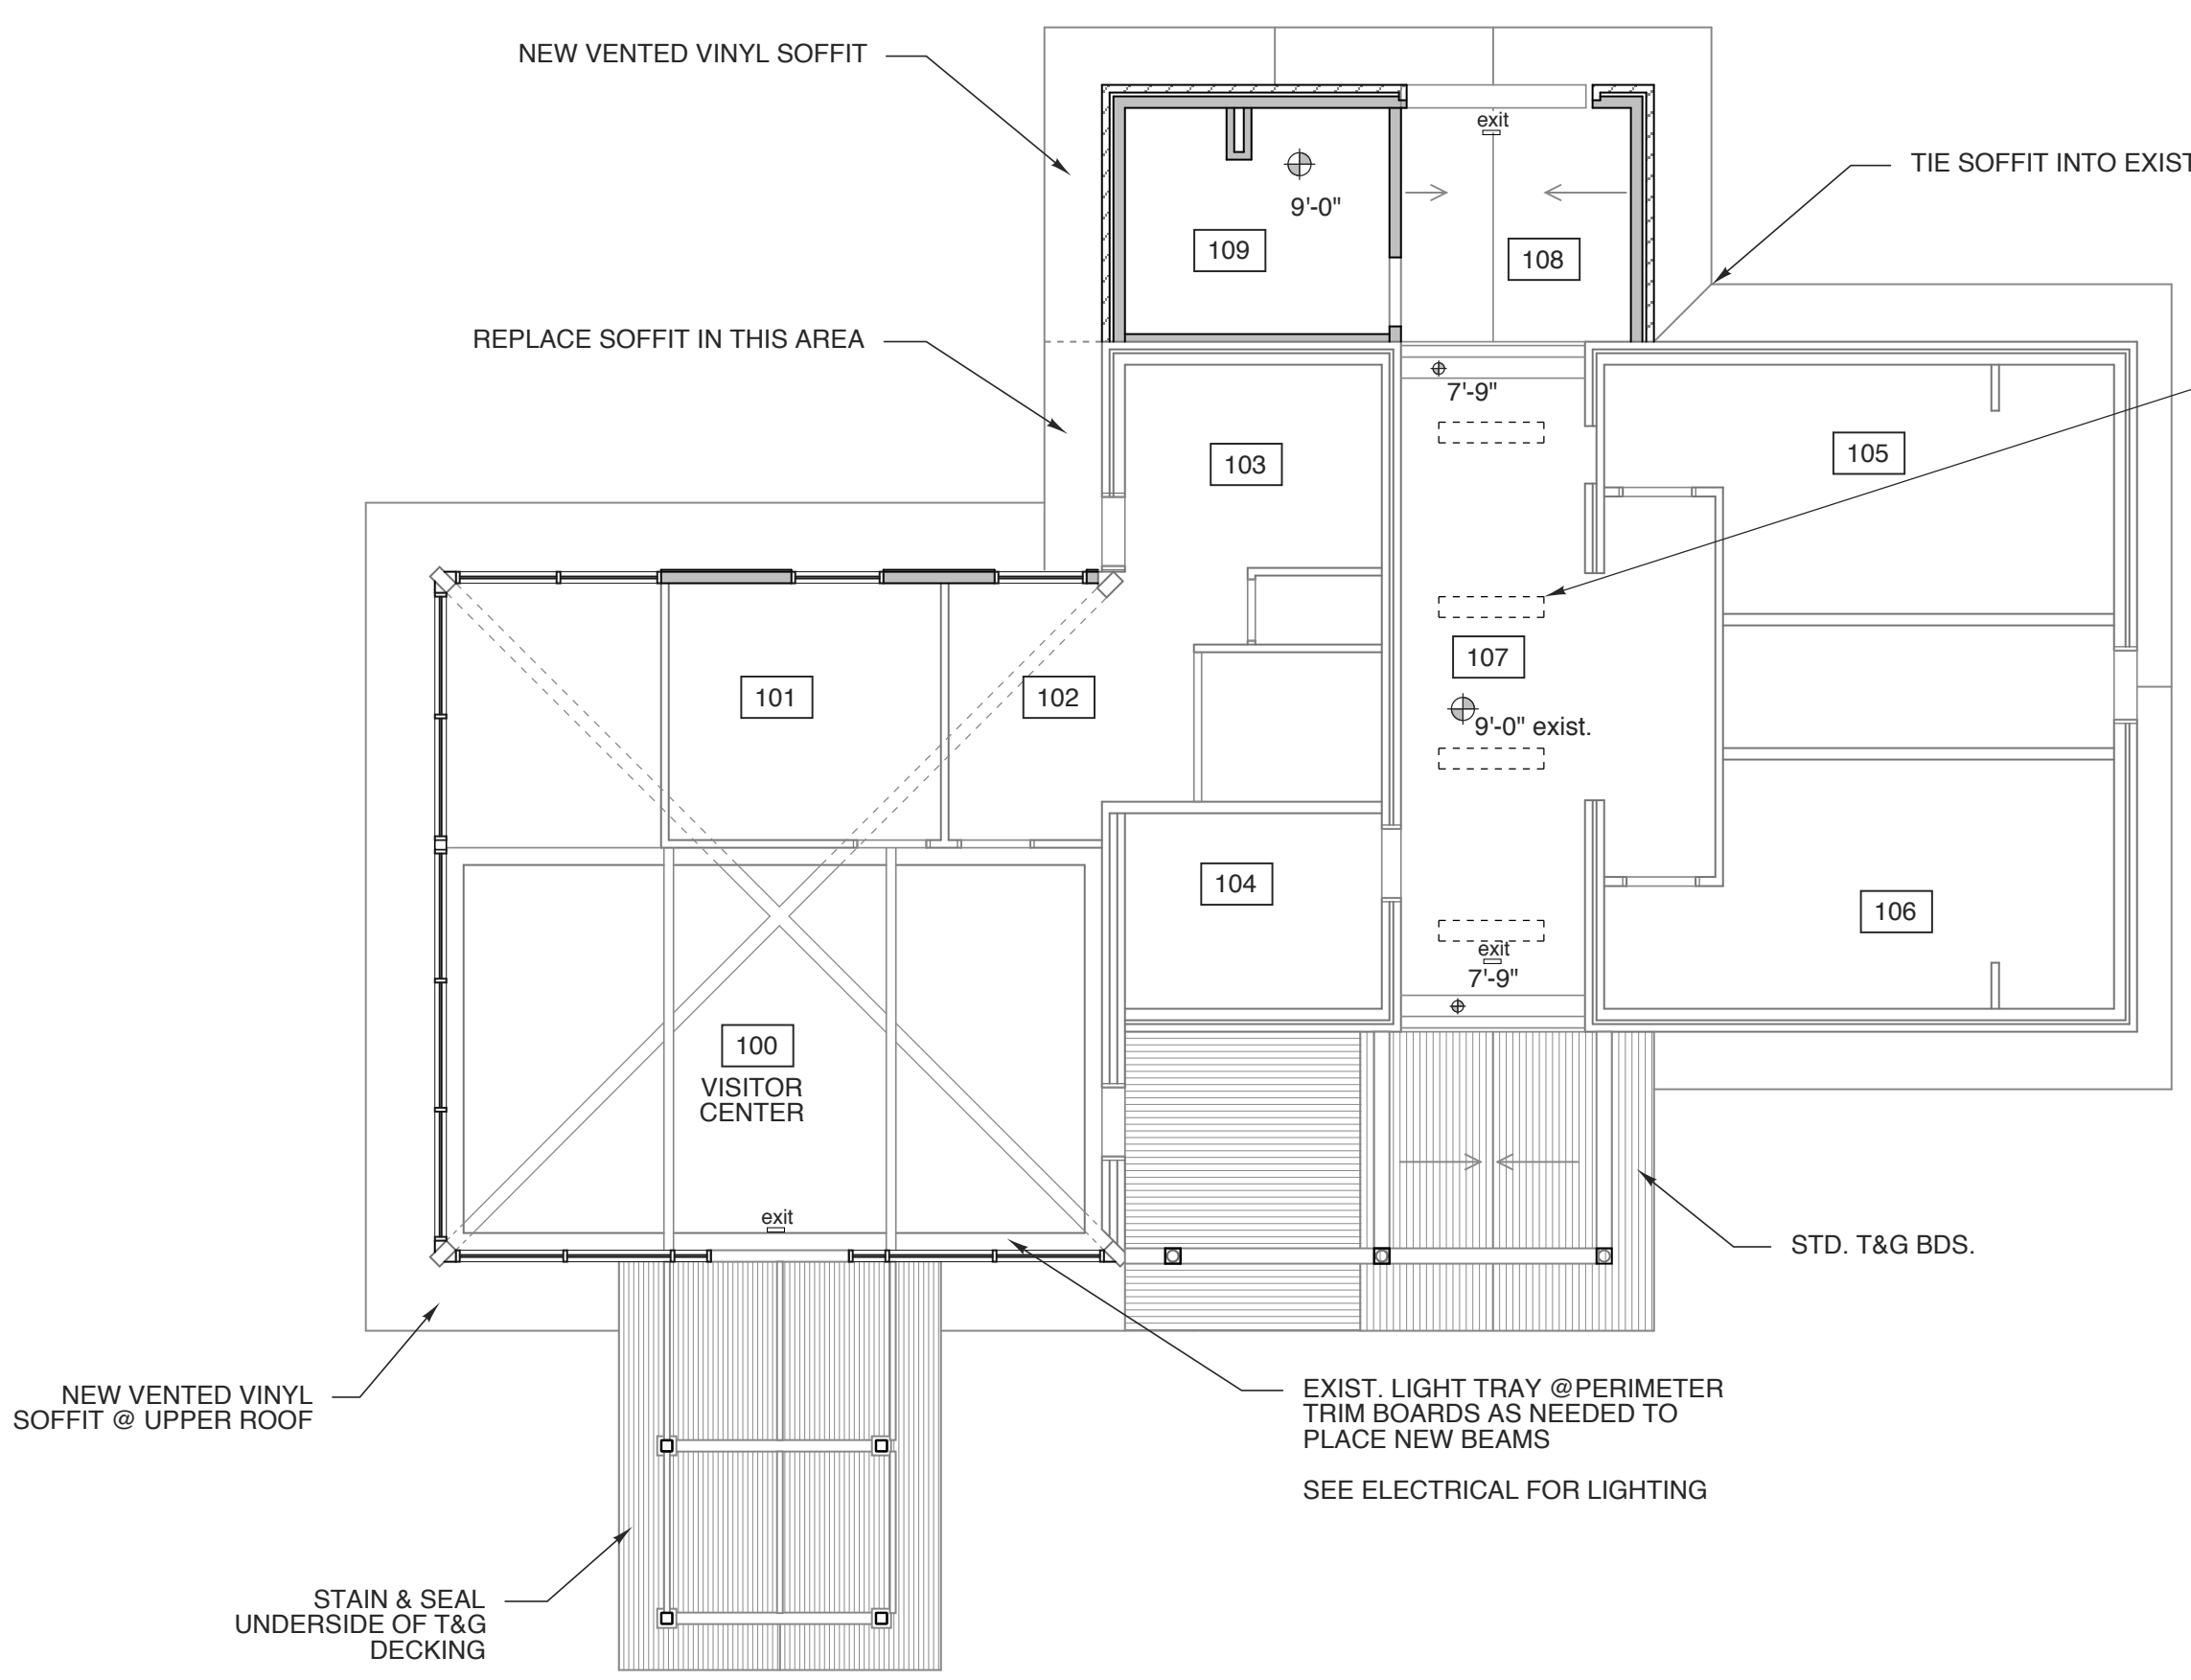 NEW VENTED VINYL SOFFIT
exit
TIE SOFFIT INTO EXIST
9'-0"
109
108
REPLACE SOFFIT IN THIS AREA
7'-9"
103
105
107
101
102
9'-0" exist.
104
106
exit
7'-9"
100
VISITOR
CENTER
exit
STD. T&G BDS.
NEW VENTED VINYL
SOFFIT @ UPPER ROOF
EXIST. LIGHT TRAY @PERIMETER
TRIM BOARDS AS NEEDED TO
PLACE NEW BEAMS
SEE ELECTRICAL FOR LIGHTING
STAIN & SEAL
UNDERSIDE OF T&G
DECKING